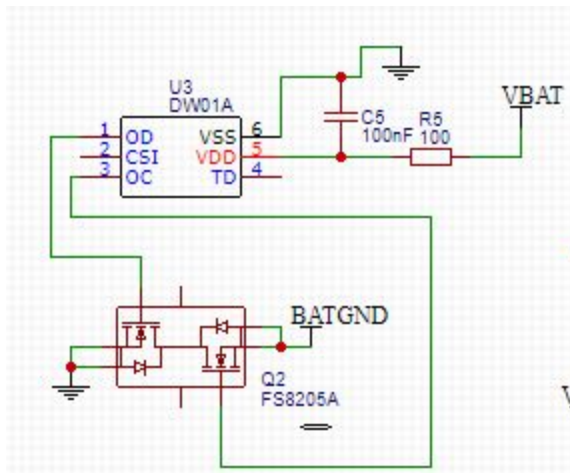 U3
DW01A
1 OD VSS 6
2 CSI VDD 5
3 OC TD 4
C5
100nF
R5
100
VBAT
BATGND
Q2
FS8205A
V